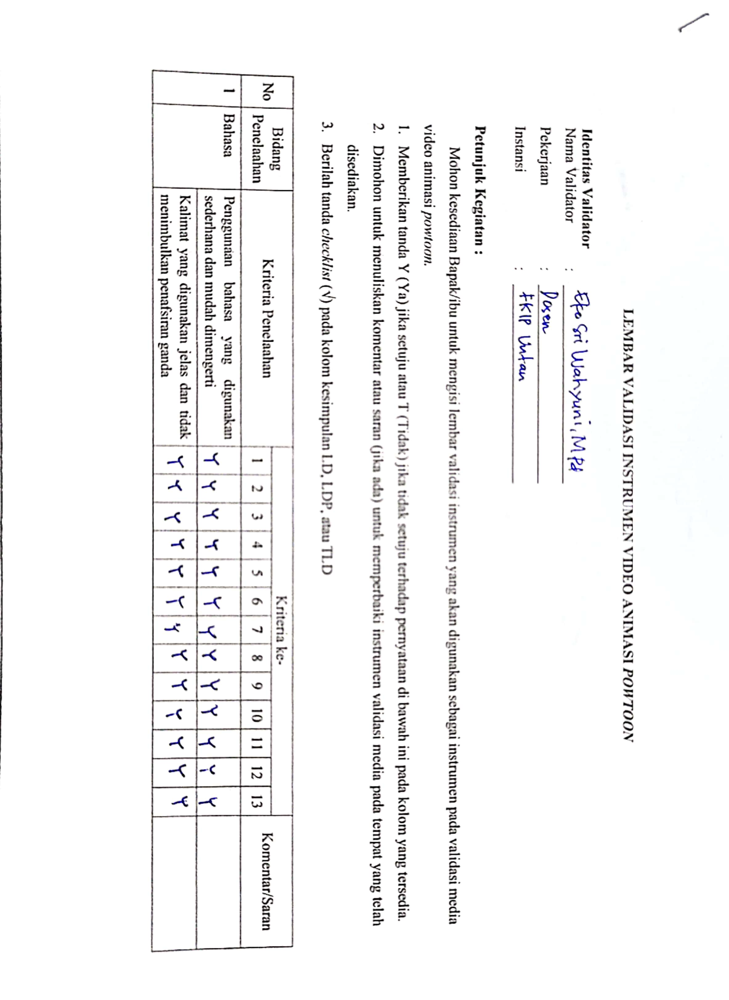 LEMBAR VALIDASI INSTRUMEN VIDEO ANIMASI POWTOON
Identitas Validator
Nama Validator : Eko Sri Wahyuni, M.Pd
Pekerjaan : Dosen
Instansi : FKIP Untan
Petunjuk Kegiatan :
Mohon kesediaan Bapak/ibu untuk mengisi lembar validasi instrumen yang akan digunakan sebagai instrumen pada validasi media
video animasi powtoon.
1. Memberikan tanda Y (Ya) jika setuju atau T (Tidak) jika tidak setuju terhadap pernyataan di bawah ini pada kolom yang tersedia.
2. Dimohon untuk menuliskan komentar atau saran (jika ada) untuk memperbaiki instrumen validasi media pada tempat yang telah
disediakan.
3. Berilah tanda checklist (√) pada kolom kesimpulan LD, LDP, atau TLD
No Bidang Penelaahan Kriteria Penelaahan Kriteria ke- Komentar/Saran
1 2 3 4 5 6 7 8 9 10 11 12 13
1 Bahasa Penggunaan bahasa yang digunakan
sederhana dan mudah dimengerti Y Y Y Y Y Y Y Y Y Y Y Y Y
Kalimat yang digunakan jelas dan tidak
menimbulkan penafsiran ganda Y Y Y Y Y Y Y Y Y Y Y Y Y